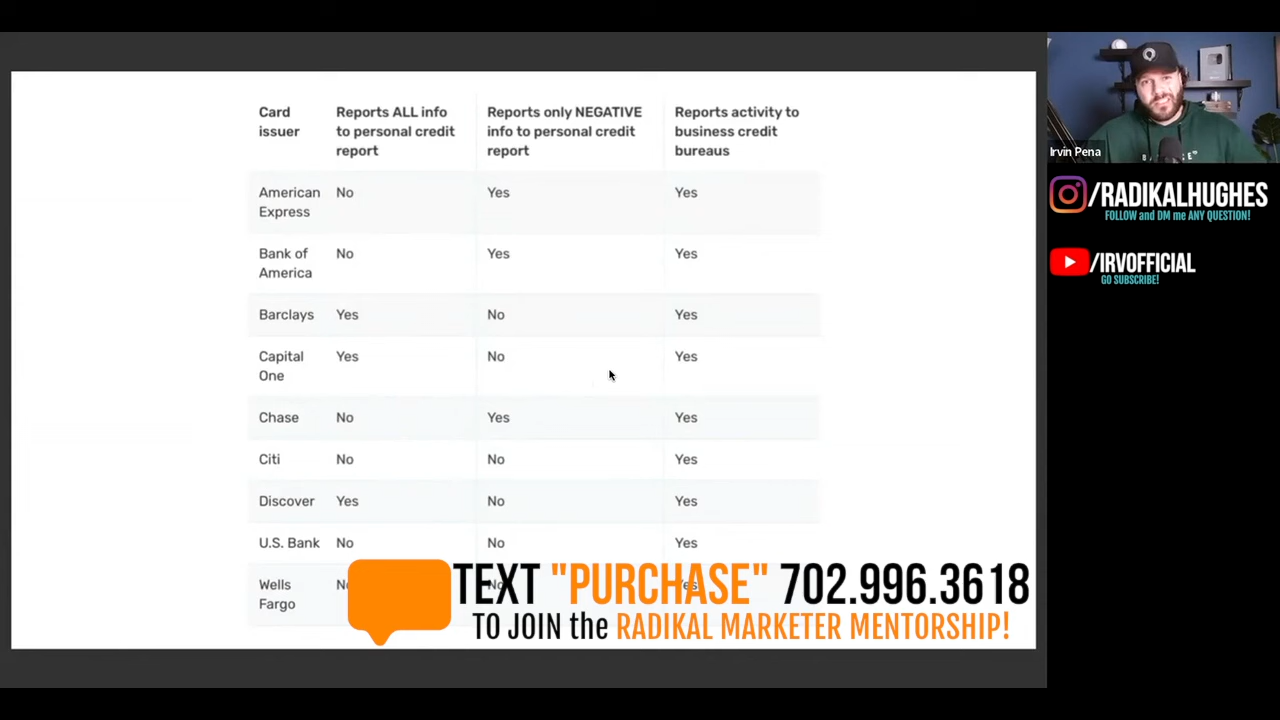 Card issuer
Reports ALL info to personal credit report
Reports only NEGATIVE info to personal credit report
Reports activity to business credit bureaus
American Express No Yes Yes
Bank of America No Yes Yes
Barclays Yes No Yes
Capital One Yes No Yes
Chase No Yes Yes
Citi No No Yes
Discover Yes No Yes
U.S. Bank No No Yes
Wells Fargo
TEXT "PURCHASE" 702.996.3618
TO JOIN the RADIKAL MARKETER MENTORSHIP!
Irvin Pena
/RADIKALHUGHES
FOLLOW and DM me ANY QUESTION!
/IRVOFFICIAL
GO SUBSCRIBE!